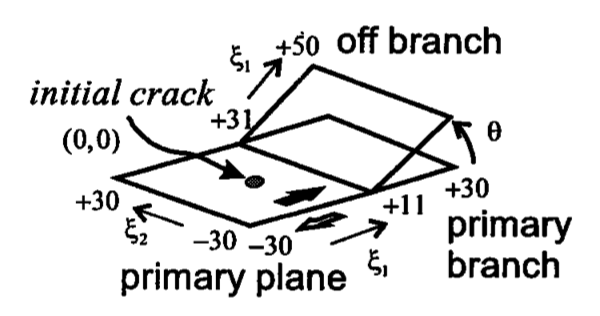 +50 off branch
ξ₁
initial crack
+31
(0,0)
θ
+30
+11 +30
ξ₂
−30 −30
primary
ξ₁
branch
primary plane